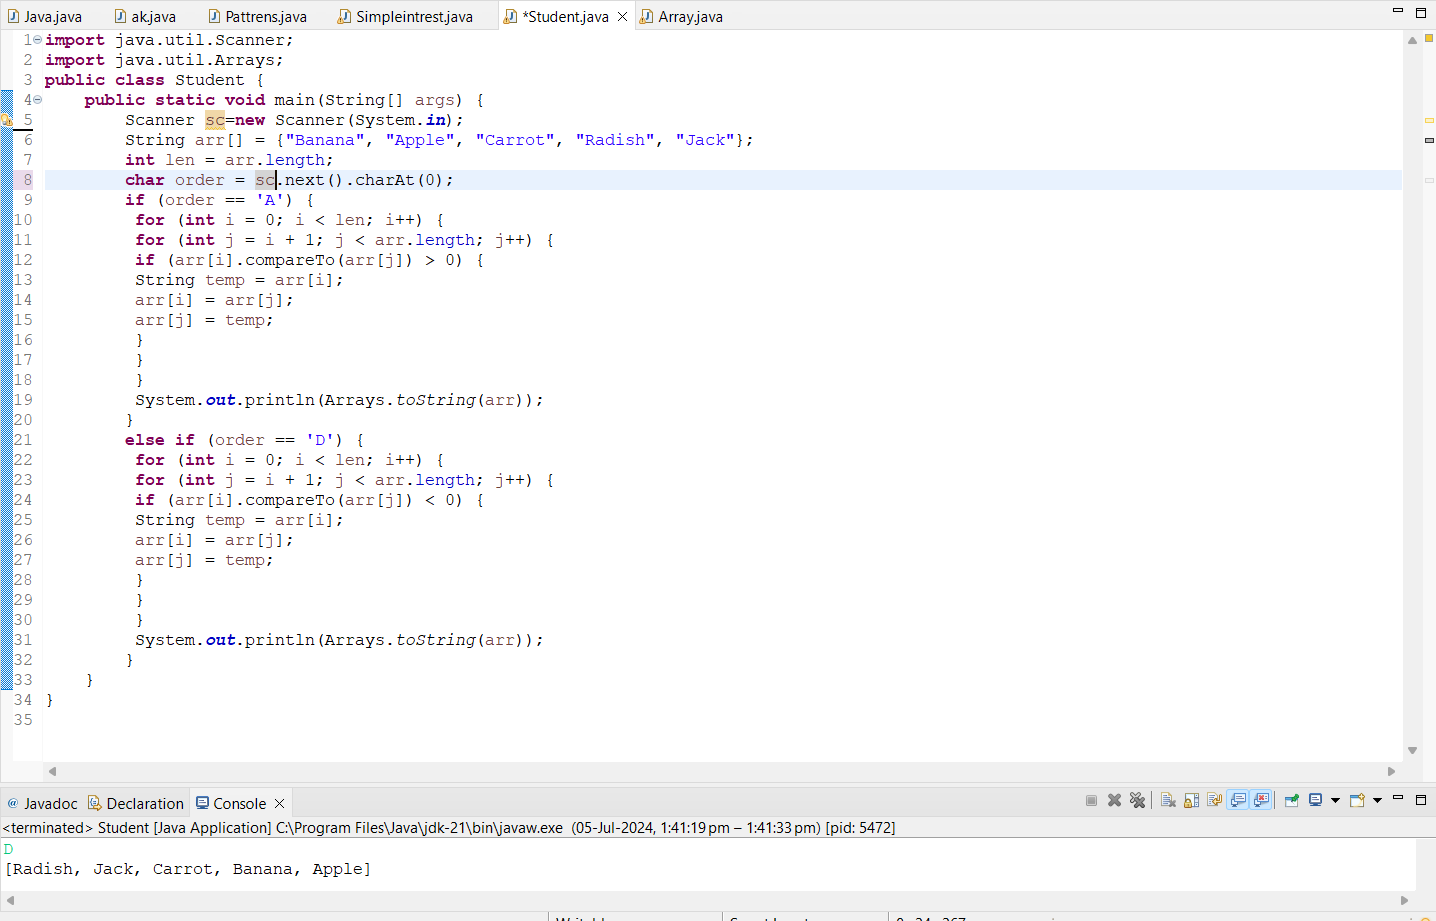 Java.java ak.java Pattrens.java Simpleintrest.java *Student.java Array.java
1 import java.util.Scanner;
2 import java.util.Arrays;
3 public class Student {
4     public static void main(String[] args) {
5         Scanner sc=new Scanner(System.in);
6         String arr[] = {"Banana", "Apple", "Carrot", "Radish", "Jack"};
7         int len = arr.length;
8         char order = sc.next().charAt(0);
9         if (order == 'A') {
10          for (int i = 0; i < len; i++) {
11          for (int j = i + 1; j < arr.length; j++) {
12          if (arr[i].compareTo(arr[j]) > 0) {
13          String temp = arr[i];
14          arr[i] = arr[j];
15          arr[j] = temp;
16          }
17          }
18          }
19          System.out.println(Arrays.toString(arr));
20         }
21         else if (order == 'D') {
22          for (int i = 0; i < len; i++) {
23          for (int j = i + 1; j < arr.length; j++) {
24          if (arr[i].compareTo(arr[j]) < 0) {
25          String temp = arr[i];
26          arr[i] = arr[j];
27          arr[j] = temp;
28          }
29          }
30          }
31          System.out.println(Arrays.toString(arr));
32         }
33     }
34 }
35
@ Javadoc Declaration Console
<terminated> Student [Java Application] C:\Program Files\Java\jdk-21\bin\javaw.exe (05-Jul-2024, 1:41:19 pm – 1:41:33 pm) [pid: 5472]
D
[Radish, Jack, Carrot, Banana, Apple]